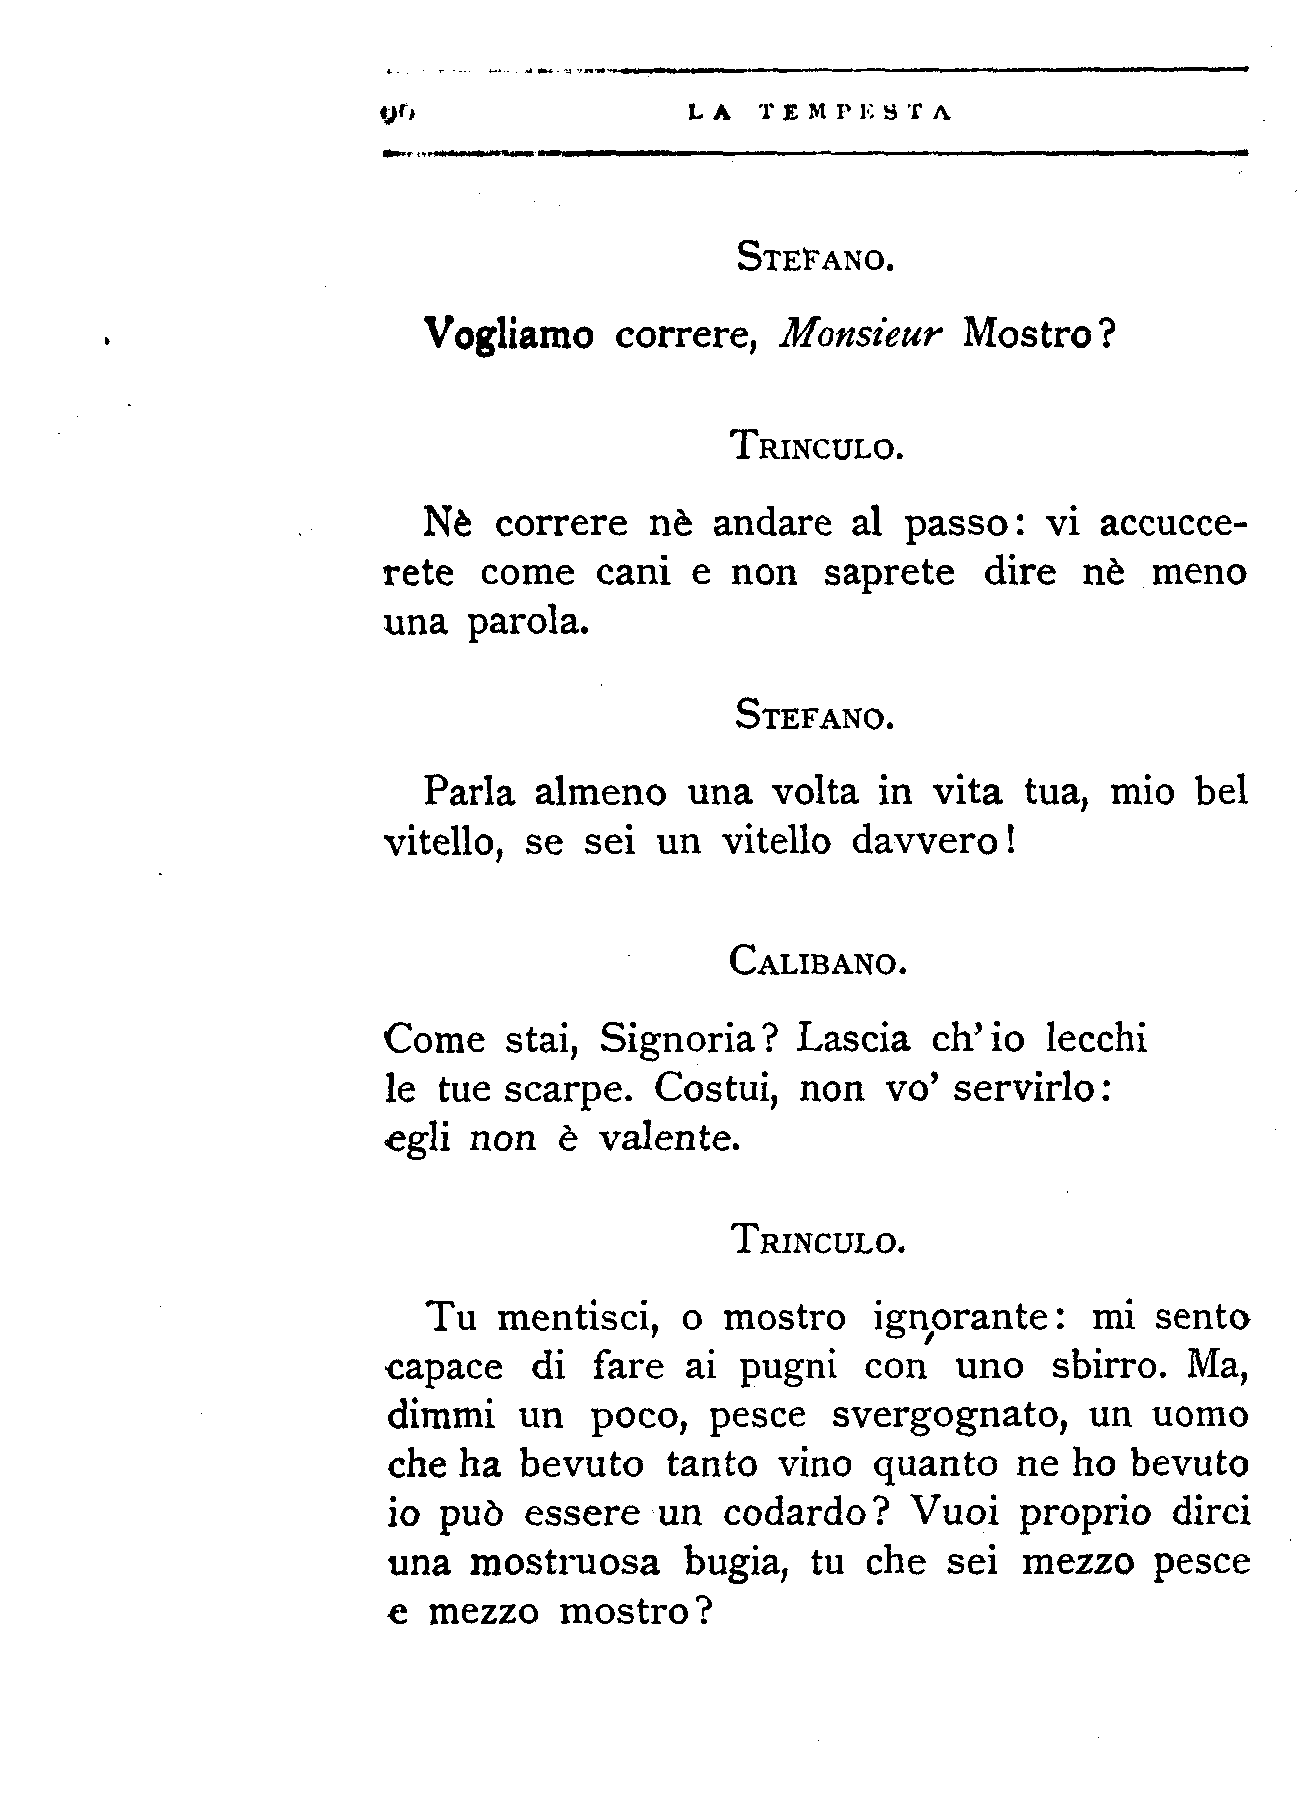 LA TEMPESTA
STEFANO.
Vogliamo correre, Monsieur Mostro?
TRINCULO.
Nè correre nè andare al passo: vi accucce-
rete come cani e non saprete dire nè meno
una parola.
STEFANO.
Parla almeno una volta in vita tua, mio bel
vitello, se sei un vitello davvero!
CALIBANO.
Come stai, Signoria? Lascia ch' io lecchi
le tue scarpe. Costui, non vo' servirlo:
egli non è valente.
TRINCULO.
Tu mentisci, o mostro ignorante: mi sento
capace di fare ai pugni con uno sbirro. Ma,
dimmi un poco, pesce svergognato, un uomo
che ha bevuto tanto vino quanto ne ho bevuto
io può essere un codardo? Vuoi proprio dirci
una mostruosa bugia, tu che sei mezzo pesce
e mezzo mostro?